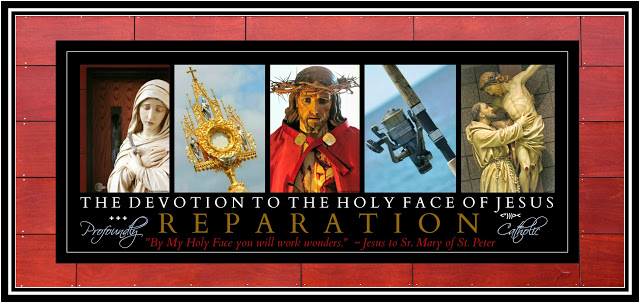 THE DEVOTION TO THE HOLY FACE OF JESUS
Profoundly REPARATION Catholic
"By My Holy Face you will work wonders." ~ Jesus to Sr. Mary of St. Peter